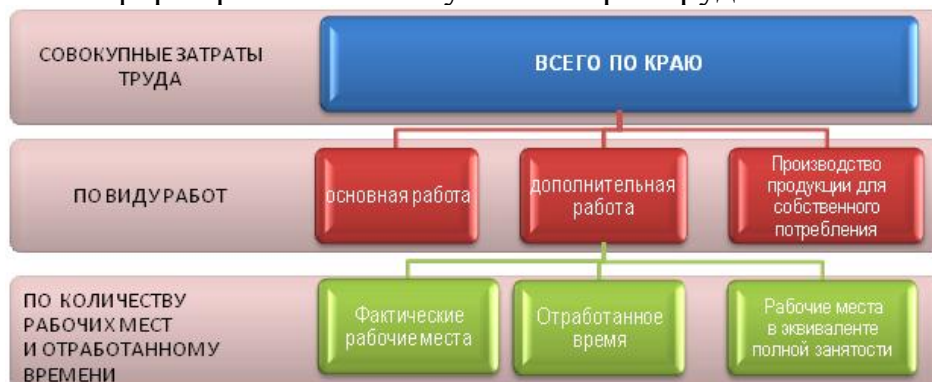 СОВОКУПНЫЕ ЗАТРАТЫ
ТРУДА
ВСЕГО ПО КРАЮ
ПО ВИДУ РАБОТ
основная работа
дополнительная
работа
Производство
продукции для
собственного
потребления
ПО КОЛИЧЕСТВУ
РАБОЧИХ МЕСТ
И ОТРАБОТАННОМУ
ВРЕМЕНИ
Фактические
рабочие места
Отработанное
время
Рабочие места
в эквиваленте
полной занятости